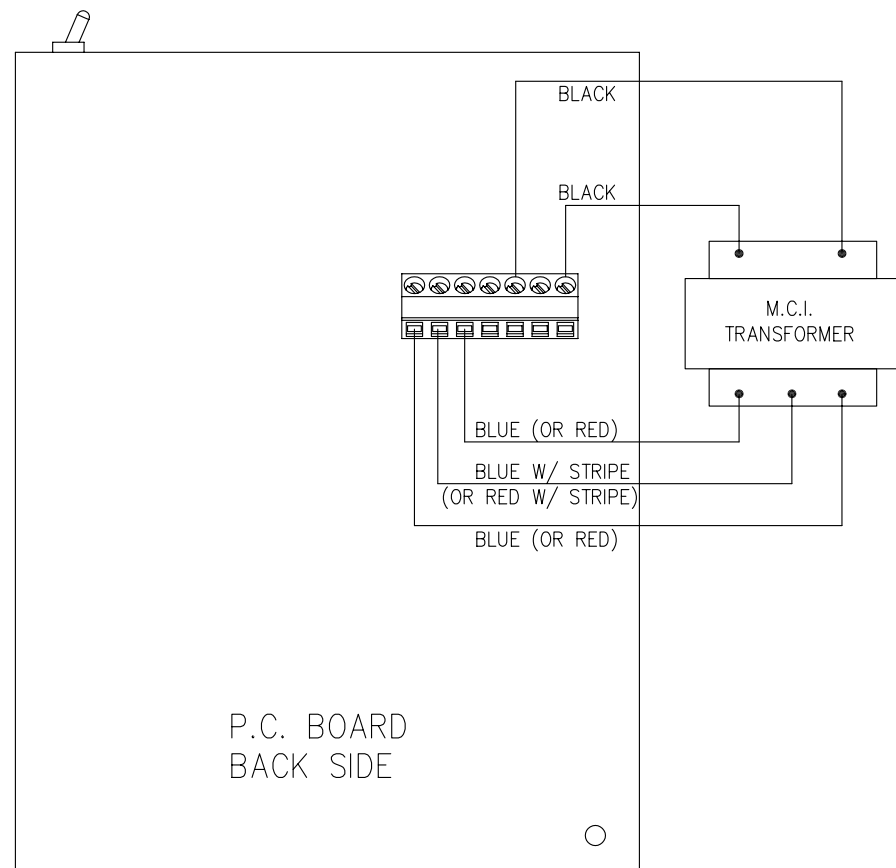 BLACK
BLACK
M.C.I.
TRANSFORMER
BLUE (OR RED)
BLUE W/ STRIPE
(OR RED W/ STRIPE)
BLUE (OR RED)
P.C. BOARD
BACK SIDE